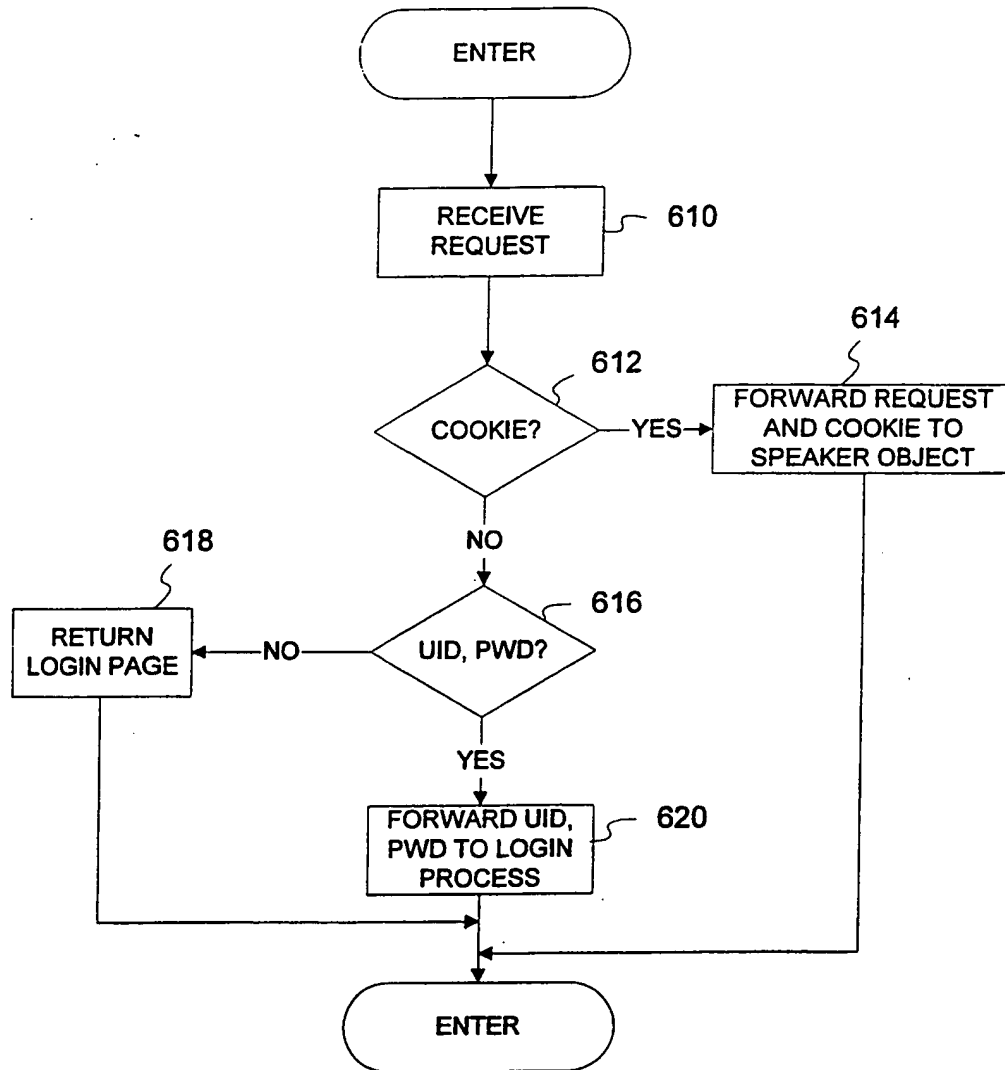 ENTER
RECEIVE
REQUEST
610
612
COOKIE?
YES
614
FORWARD REQUEST
AND COOKIE TO
SPEAKER OBJECT
NO
616
UID, PWD?
NO
618
RETURN
LOGIN PAGE
YES
FORWARD UID,
PWD TO LOGIN
PROCESS
620
ENTER